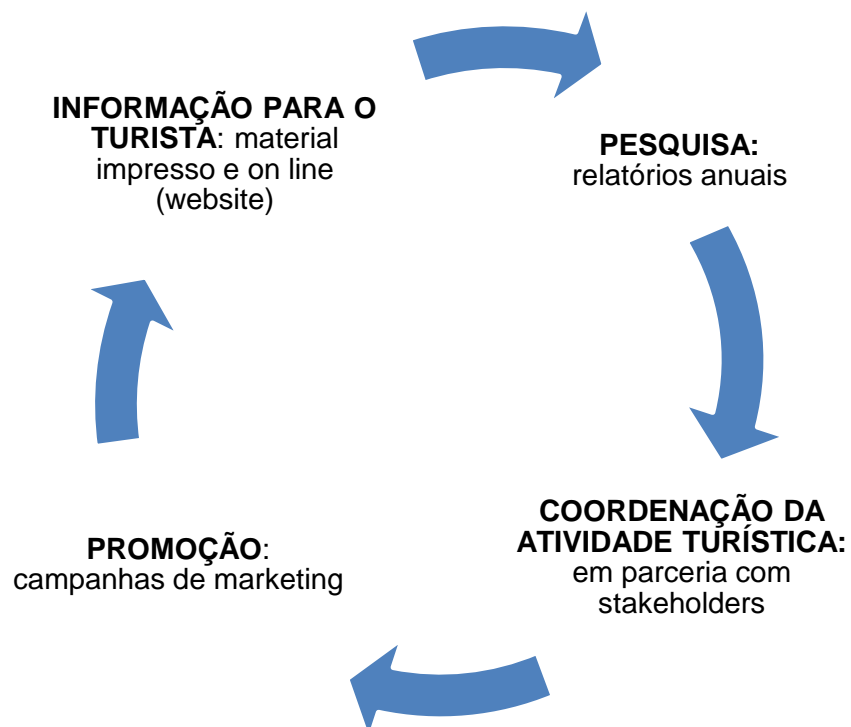 INFORMAÇÃO PARA O
TURISTA: material
impresso e on line
(website)
PESQUISA:
relatórios anuais
COORDENAÇÃO DA
ATIVIDADE TURÍSTICA:
em parceria com
stakeholders
PROMOÇÃO:
campanhas de marketing